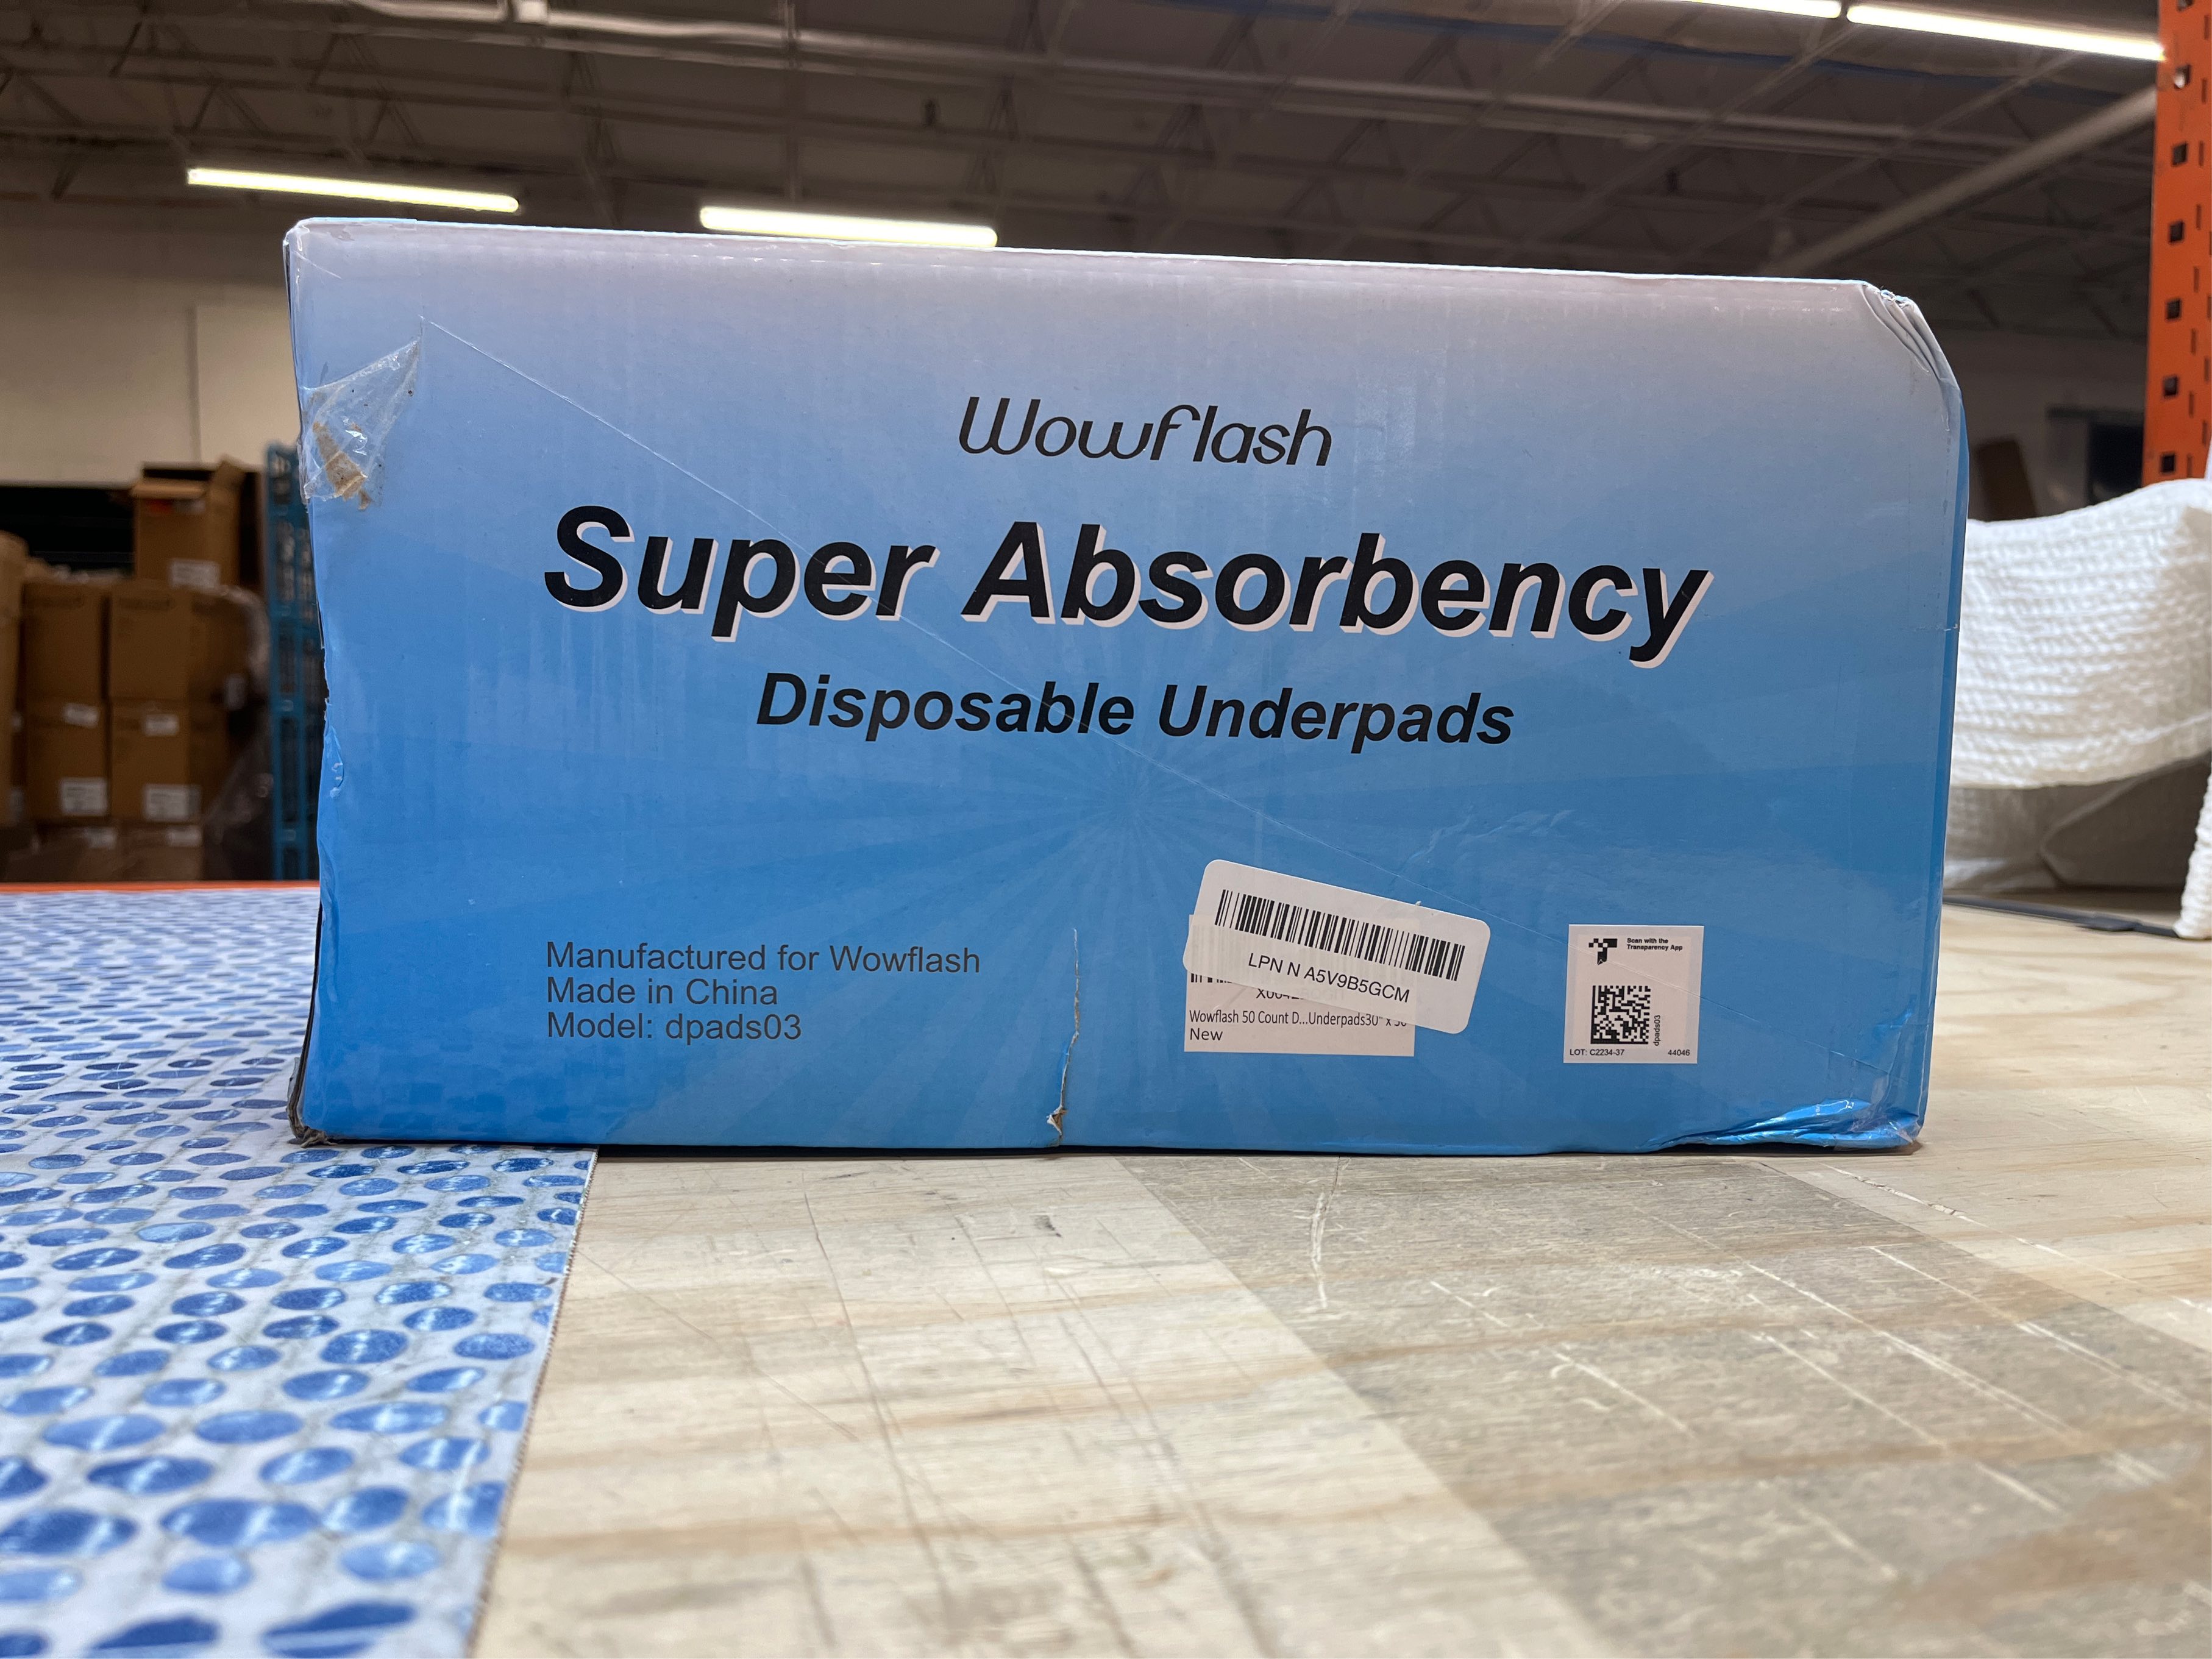 Wowflash
Super Absorbency
Disposable Underpads
Manufactured for Wowflash
Made in China
Model: dpads03
LPN N A5V9B5GCM
Wowflash 50 Count D...Underpads30" x
New
Scan with the
Transparency App
dpads03
LOT: C2234-37 44046